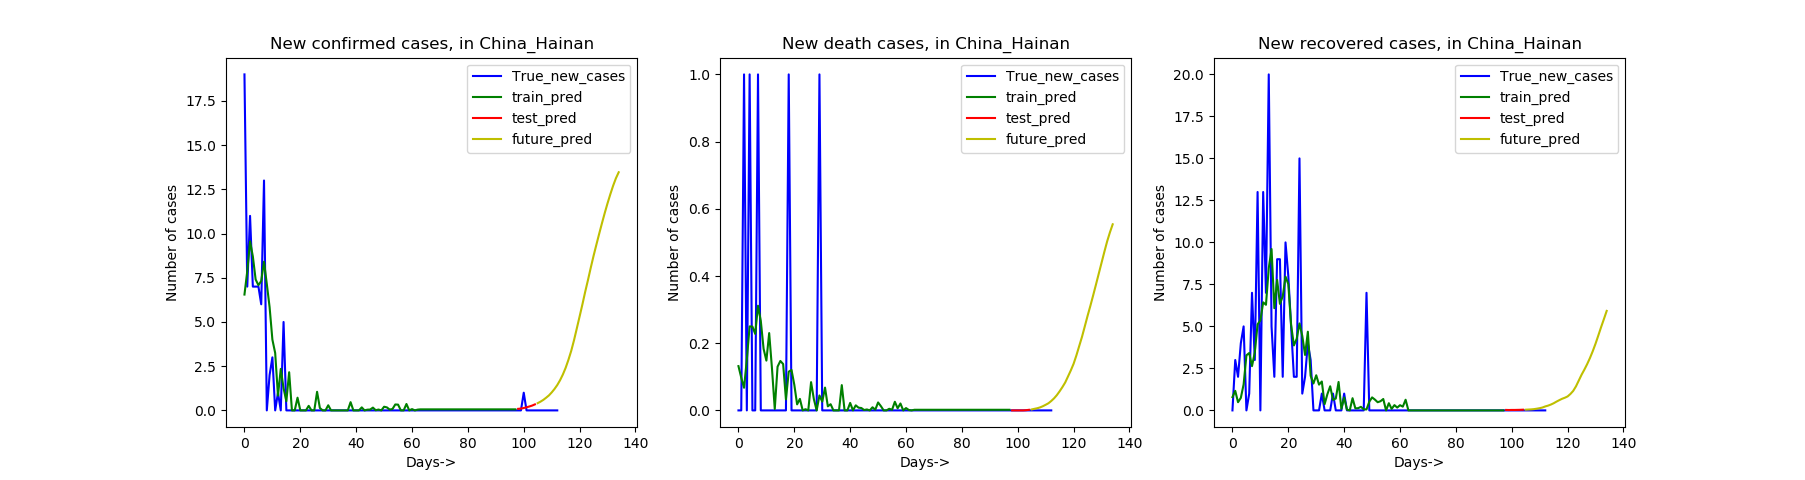 New confirmed cases, in China_Hainan
Number of cases
17.5
15.0
12.5
10.0
7.5
5.0
2.5
0.0
True_new_cases
train_pred
test_pred
future_pred
0 20 40 60 80 100 120 140
Days->
New death cases, in China_Hainan
Number of cases
1.0
0.8
0.6
0.4
0.2
0.0
True_new_cases
train_pred
test_pred
future_pred
0 20 40 60 80 100 120 140
Days->
New recovered cases, in China_Hainan
Number of cases
20.0
17.5
15.0
12.5
10.0
7.5
5.0
2.5
0.0
True_new_cases
train_pred
test_pred
future_pred
0 20 40 60 80 100 120 140
Days->